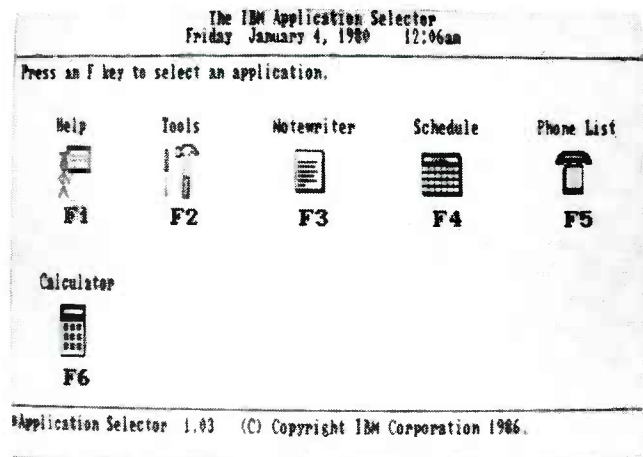 The IBM Application Selector
Friday January 4, 1980 12:06am
Press an F key to select an application.
Help Tools Notewriter Schedule Phone List
F1 F2 F3 F4 F5
Calculator
F6
*Application Selector 1.03 (C) Copyright IBM Corporation 1986.